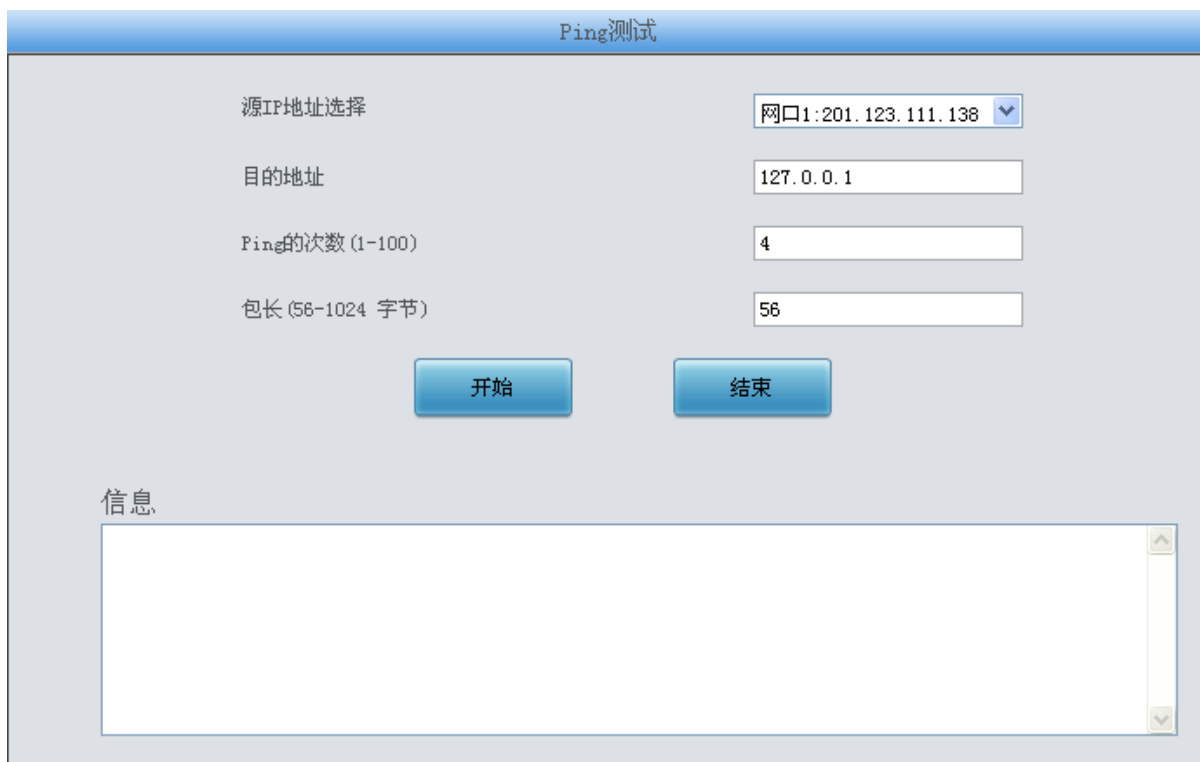 Ping测试
源IP地址选择 网口1:201.123.111.138
目的地址 127.0.0.1
Ping的次数(1-100) 4
包长(56-1024 字节) 56
开始 结束
信息